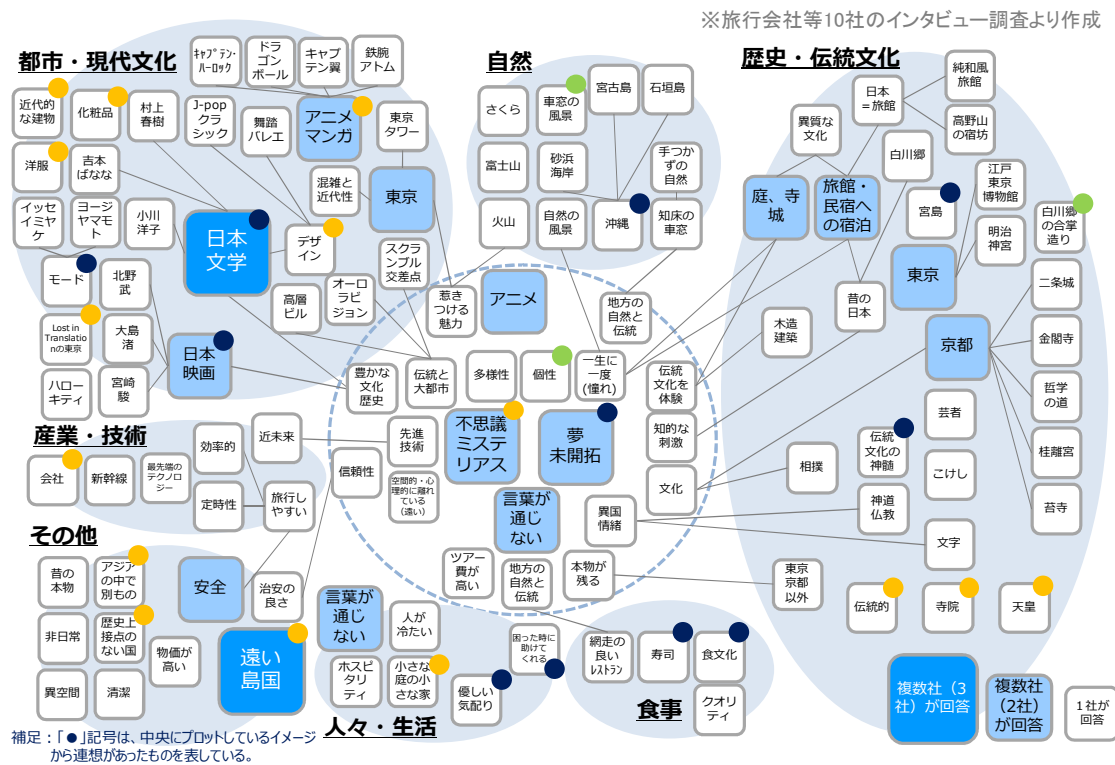 ※旅行会社等10社のインタビュー調査より作成
都市・現代文化
ｷｬﾌﾟﾃﾝ･
ﾊｰﾛｯｸ
ドラ
ゴン
ボール
キャプ
テン翼
鉄腕
アトム
近代的
な建物
化粧品
村上
春樹
J-pop
クラ
シック
舞踏
バレエ
アニメ
マンガ
東京
タワー
洋服
吉本
ばなな
混雑と
近代性
東京
イッセ
イミヤ
ケ
ヨージ
ヤマモ
ト
小川
洋子
日本
文学
デザ
イン
スクラ
ンブル
交差点
モード
北野
武
高層
ビル
オーロ
ラビ
ジョン
Lost in
Translatio
nの東京
大島
渚
日本
映画
ハロー
キティ
宮崎
駿
自然
さくら
車窓の
風景
宮古島
石垣島
富士山
砂浜
海岸
手つか
ずの
自然
火山
自然の
風景
沖縄
知床の
車窓
歴史・伝統文化
日本
＝旅館
純和風
旅館
異質な
文化
高野山
の宿坊
白川郷
庭、寺
城
旅館・
民宿へ
の宿泊
宮島
江戸
東京
博物館
白川郷
の合掌
造り
明治
神宮
東京
二条城
昔の
日本
木造
建築
京都
金閣寺
哲学
の道
芸者
伝統
文化の
神髄
桂離宮
相撲
こけし
神道
仏教
苔寺
文字
東京
京都
以外
伝統的
寺院
天皇
惹き
つける
魅力
アニメ
地方の
自然と
伝統
豊かな
文化
歴史
伝統と
大都市
多様性
個性
一生に
一度
(憧れ)
伝統
文化を
体験
不思議
ミステ
リアス
夢
未開拓
知的な
刺激
先進
技術
信頼性
空間的・心
理的に離れ
ている
（遠い）
文化
言葉が
通じ
ない
異国
情緒
ツアー
費が
高い
地方の
自然と
伝統
本物が
残る
産業・技術
会社
新幹線
最先端の
テクノロ
ジー
効率的
近未来
定時性
旅行し
やすい
その他
昔の
本物
アジア
の中で
別もの
安全
治安の
良さ
非日常
歴史上
接点の
ない国
物価が
高い
遠い
島国
異空間
清潔
言葉が
通じ
ない
人が
冷たい
困った時に
助けて
くれる
ホスピ
タリ
ティ
小さな
庭の小
さな家
優しい
気配り
人々・生活
網走の
良い
ﾚｽﾄﾗﾝ
寿司
食文化
クオリ
ティ
食事
複数社（3
社）が回答
複数社
（2社）
が回答
１社が
回答
補足：「●」記号は、中央にプロットしているイメージ
から連想があったものを表している。